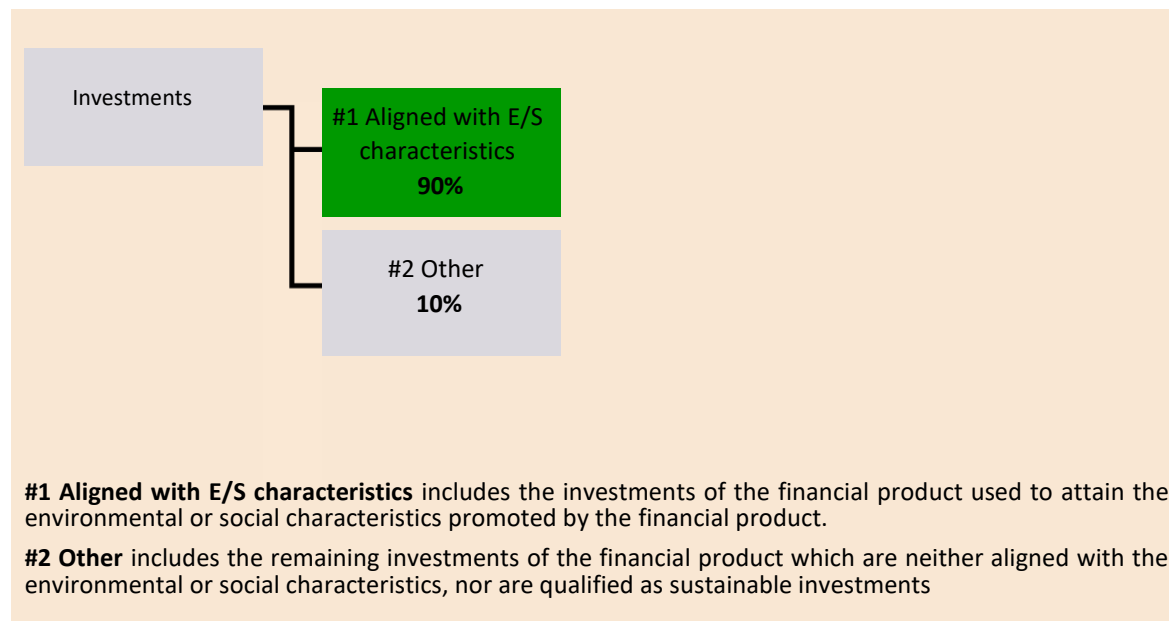 Investments
#1 Aligned with E/S
characteristics
90%
#2 Other
10%
#1 Aligned with E/S characteristics includes the investments of the financial product used to attain the
environmental or social characteristics promoted by the financial product.
#2 Other includes the remaining investments of the financial product which are neither aligned with the
environmental or social characteristics, nor are qualified as sustainable investments